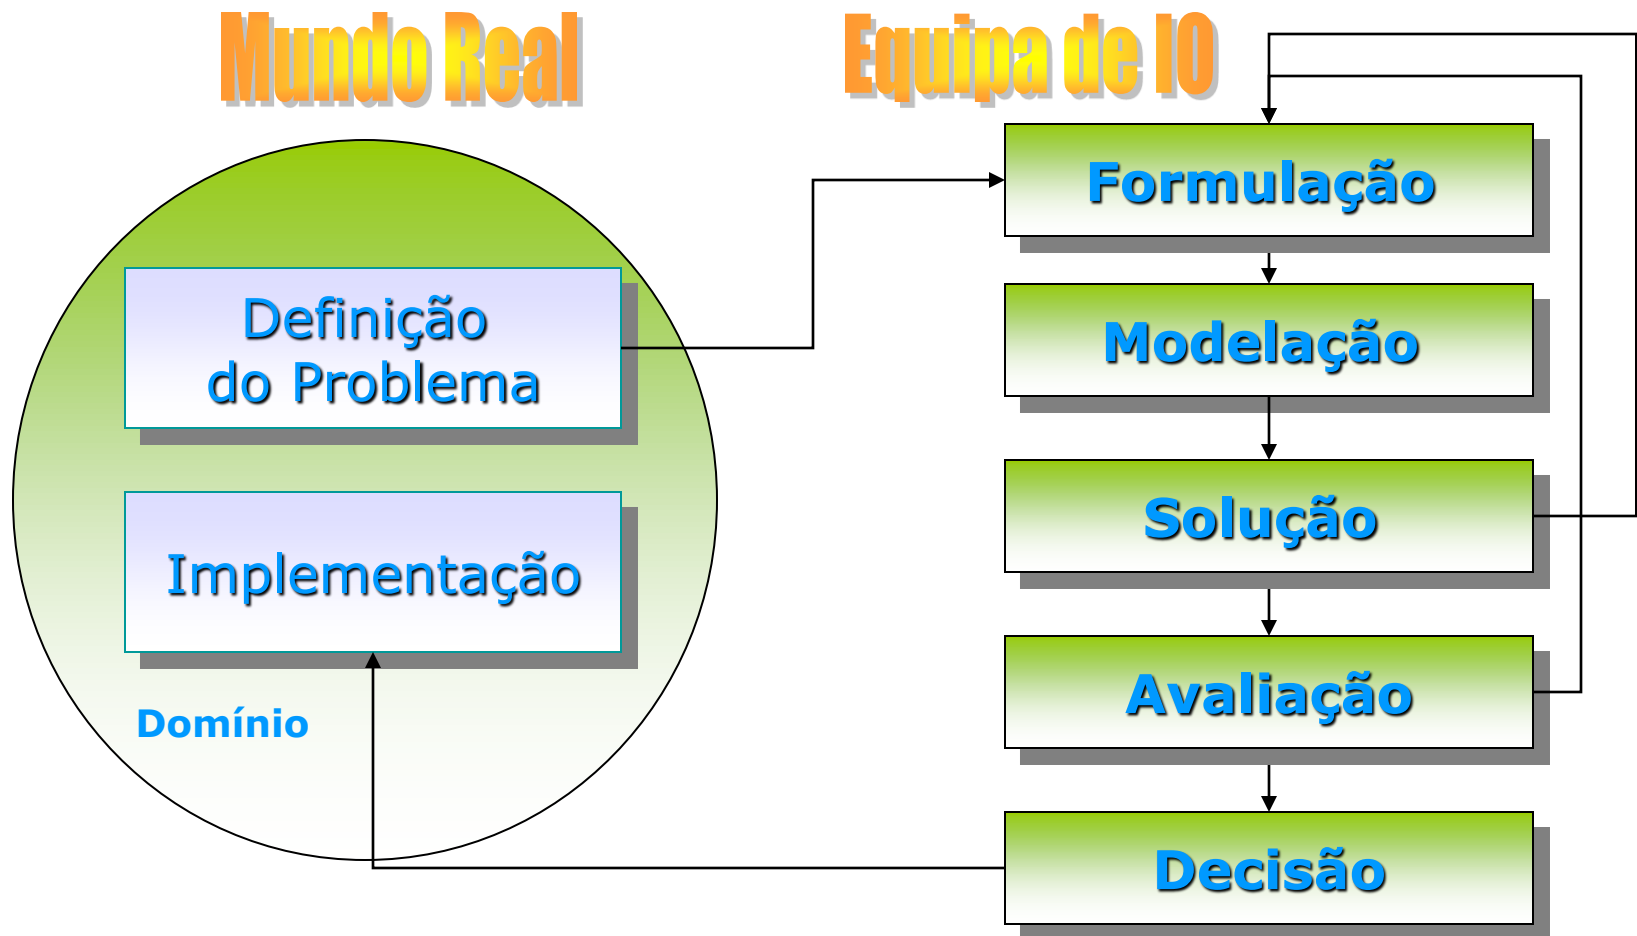 Mundo Real
Equipa de IO
Definição
do Problema
Implementação
Domínio
Formulação
Modelação
Solução
Avaliação
Decisão